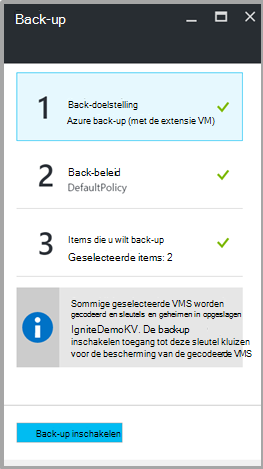 Back-up
1
Back-doelstelling
Azure back-up (met de extensie VM)
2
Back-beleid
DefaultPolicy
3
Items die u wilt back-up
Geselecteerde items: 2
Sommige geselecteerde VMS worden
gecodeerd en sleutels en geheimen in opgeslagen
IgniteDemoKV. De back-up
inschakelen toegang tot deze sleutel kluizen
voor de bescherming van de gecodeerde VMS
Back-up inschakelen